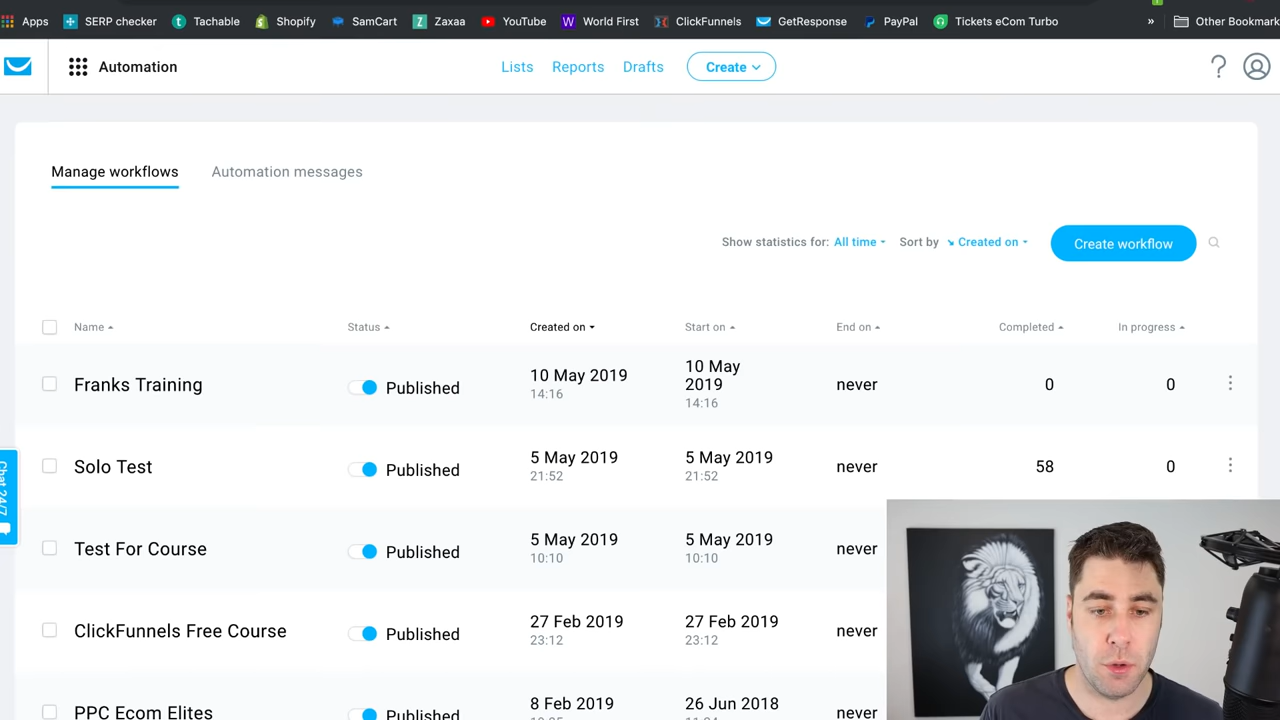 Apps SERP checker Tachable Shopify SamCart Zaxaa YouTube World First ClickFunnels GetResponse PayPal Tickets eCom Turbo » Other Bookmark
Automation Lists Reports Drafts Create ?
Manage workflows Automation messages
Show statistics for: All time Sort by Created on Create workflow
Name Status Created on Start on End on Completed In progress
Franks Training Published 10 May 2019 10 May 2019 never 0 0
14:16 14:16
Solo Test Published 5 May 2019 5 May 2019 never 58 0
21:52 21:52
Chat 24/7
Test For Course Published 5 May 2019 5 May 2019 never
10:10 10:10
ClickFunnels Free Course Published 27 Feb 2019 27 Feb 2019 never
23:12 23:12
PPC Ecom Elites Published 8 Feb 2019 26 Jun 2018 never